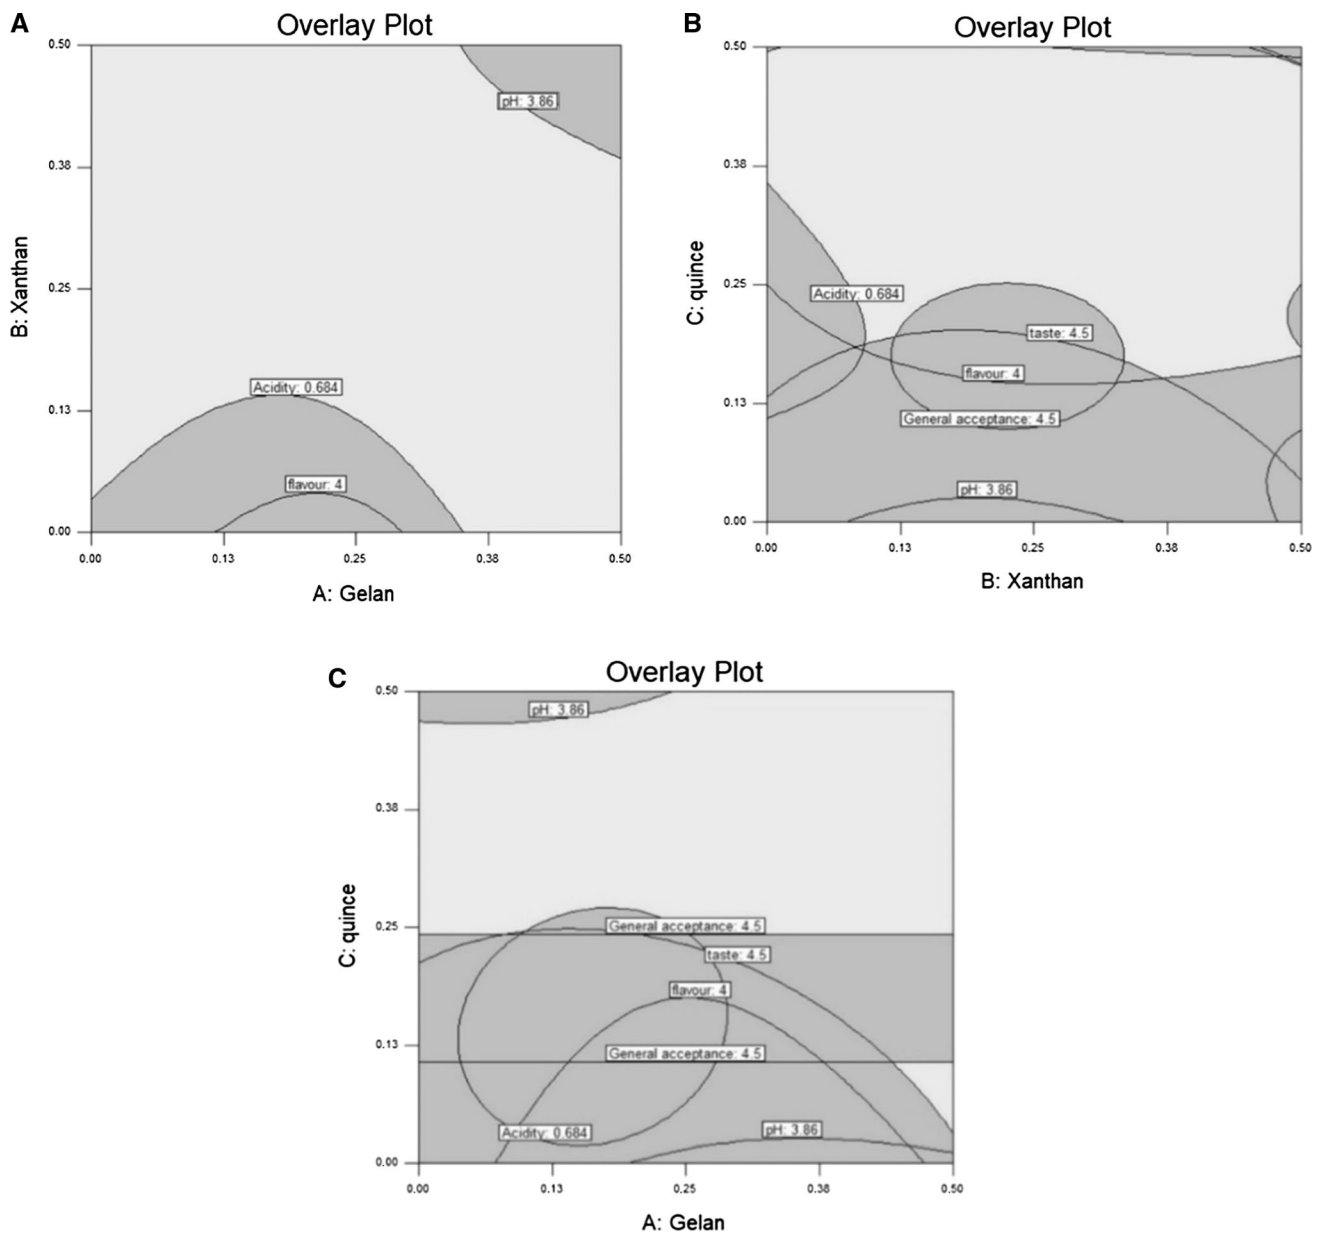 A
Overlay Plot
0.50
0.38
0.25
0.13
0.00
B: Xanthan
pH: 3.86
Acidity: 0.684
flavour: 4
0.00 0.13 0.25 0.38 0.50
A: Gelan
B
Overlay Plot
0.50
0.38
0.25
0.13
0.00
C: quince
Acidity: 0.684
taste: 4.5
flavour: 4
General acceptance: 4.5
pH: 3.86
0.00 0.13 0.25 0.38 0.50
B: Xanthan
C
Overlay Plot
0.50
0.38
0.25
0.13
0.00
C: quince
pH: 3.86
General acceptance: 4.5
taste: 4.5
flavour: 4
General acceptance: 4.5
Acidity: 0.684
pH: 3.86
0.00 0.13 0.25 0.38 0.50
A: Gelan